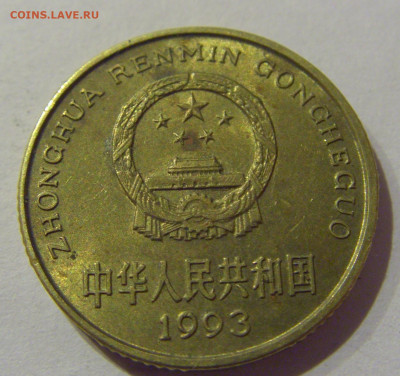 COINS.LAVE.RU
ZHONGHUA RENMIN GONGHEGUO
中华人民共和国
1993